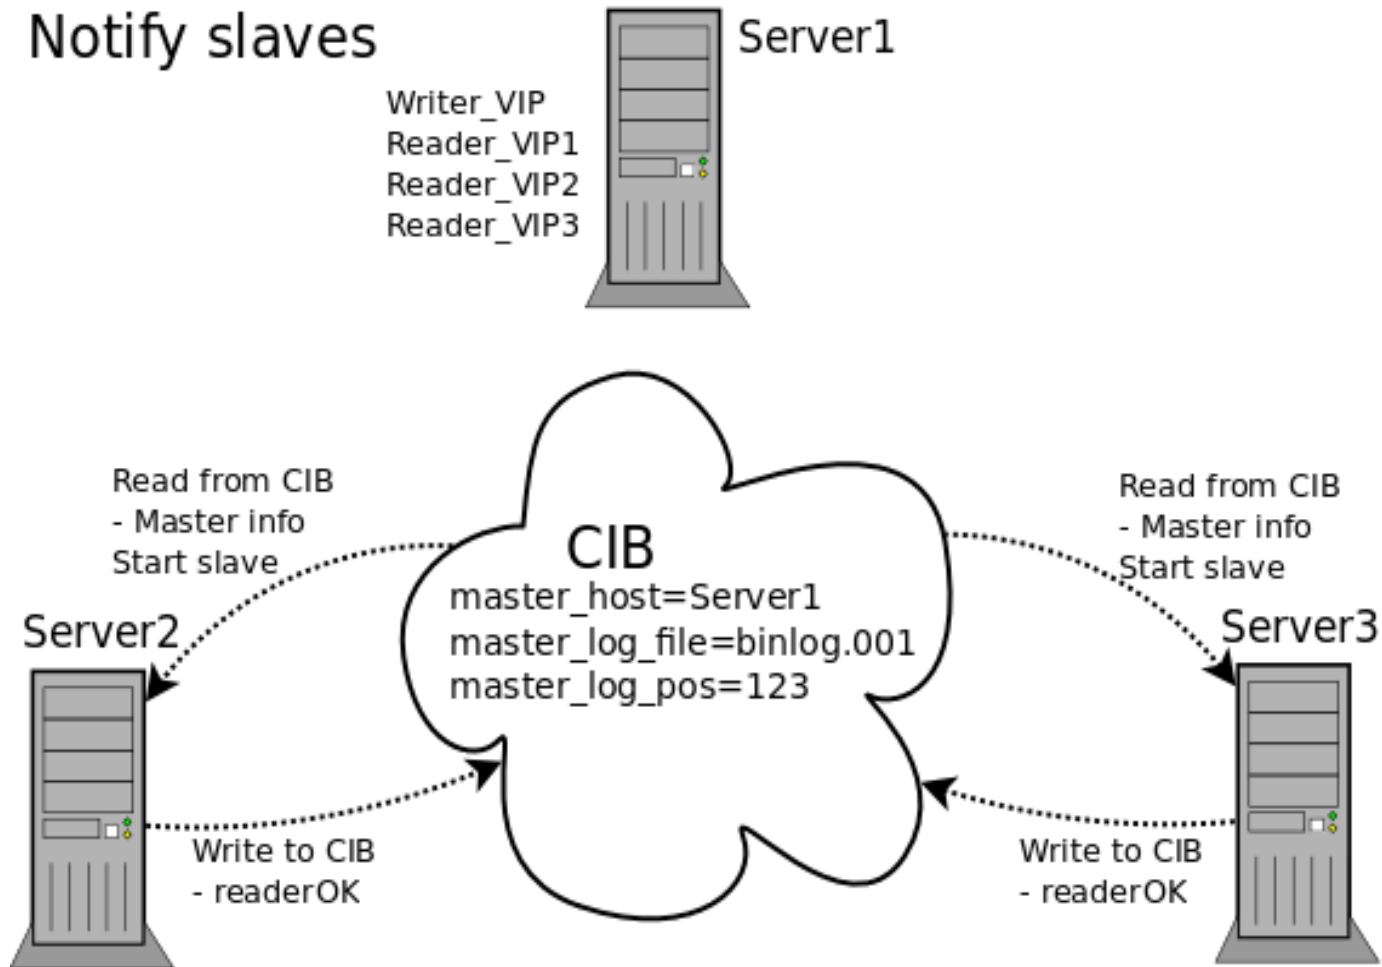 Notify slaves
Server1
Writer_VIP
Reader_VIP1
Reader_VIP2
Reader_VIP3
Read from CIB
- Master info
Start slave
Read from CIB
- Master info
Start slave
CIB
master_host=Server1
master_log_file=binlog.001
master_log_pos=123
Server2
Server3
Write to CIB
- readerOK
Write to CIB
- readerOK